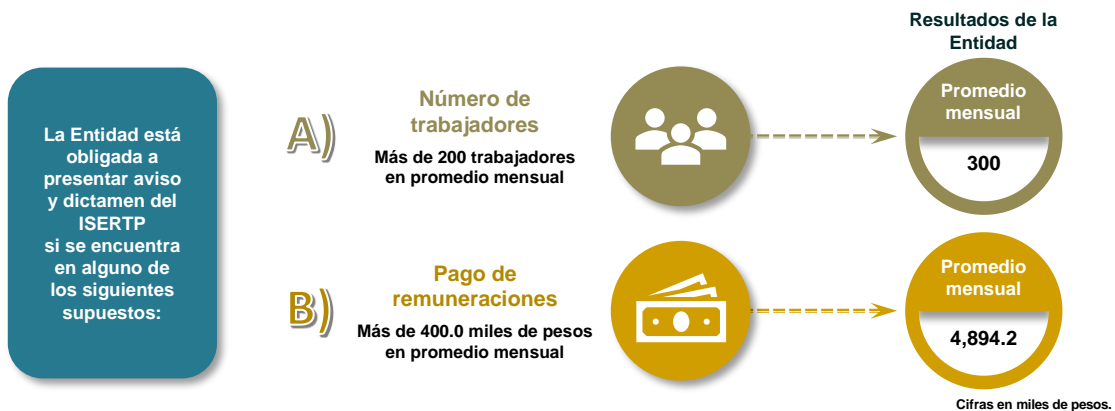 La Entidad está
obligada a
presentar aviso
y dictamen del
ISERTP
si se encuentra
en alguno de
los siguientes
supuestos:
A)
Número de
trabajadores
Más de 200 trabajadores
en promedio mensual
Resultados de la
Entidad
Promedio
mensual
300
B)
Pago de
remuneraciones
Más de 400.0 miles de pesos
en promedio mensual
Promedio
mensual
4,894.2
Cifras en miles de pesos.